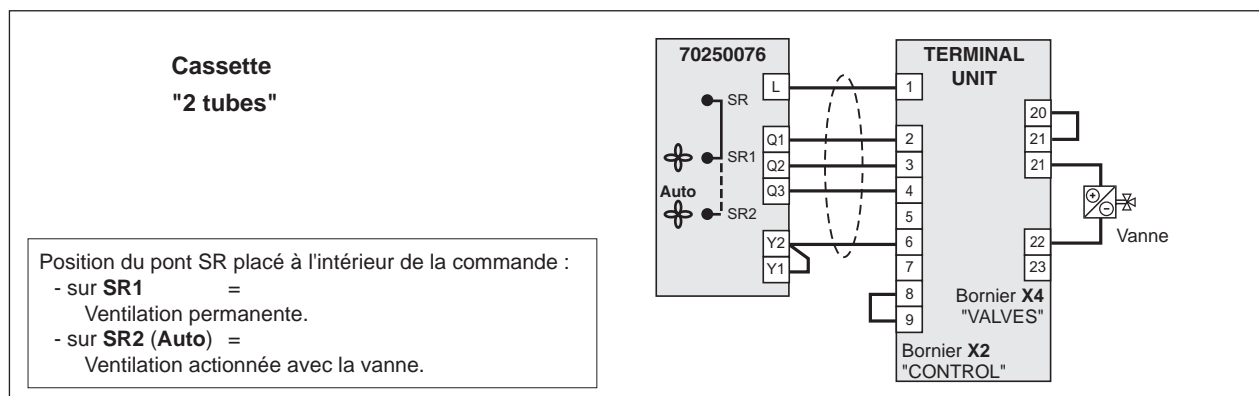 Cassette
"2 tubes"
70250076
L
SR
Q1
SR1
Q2
Auto
Q3
SR2
Y2
Y1
TERMINAL
UNIT
1
2
3
4
5
6
7
8
9
20
21
21
22
23
Vanne
Bornier X4
"VALVES"
Bornier X2
"CONTROL"
Position du pont SR placé à l'intérieur de la commande :
- sur SR1 =
Ventilation permanente.
- sur SR2 (Auto) =
Ventilation actionnée avec la vanne.